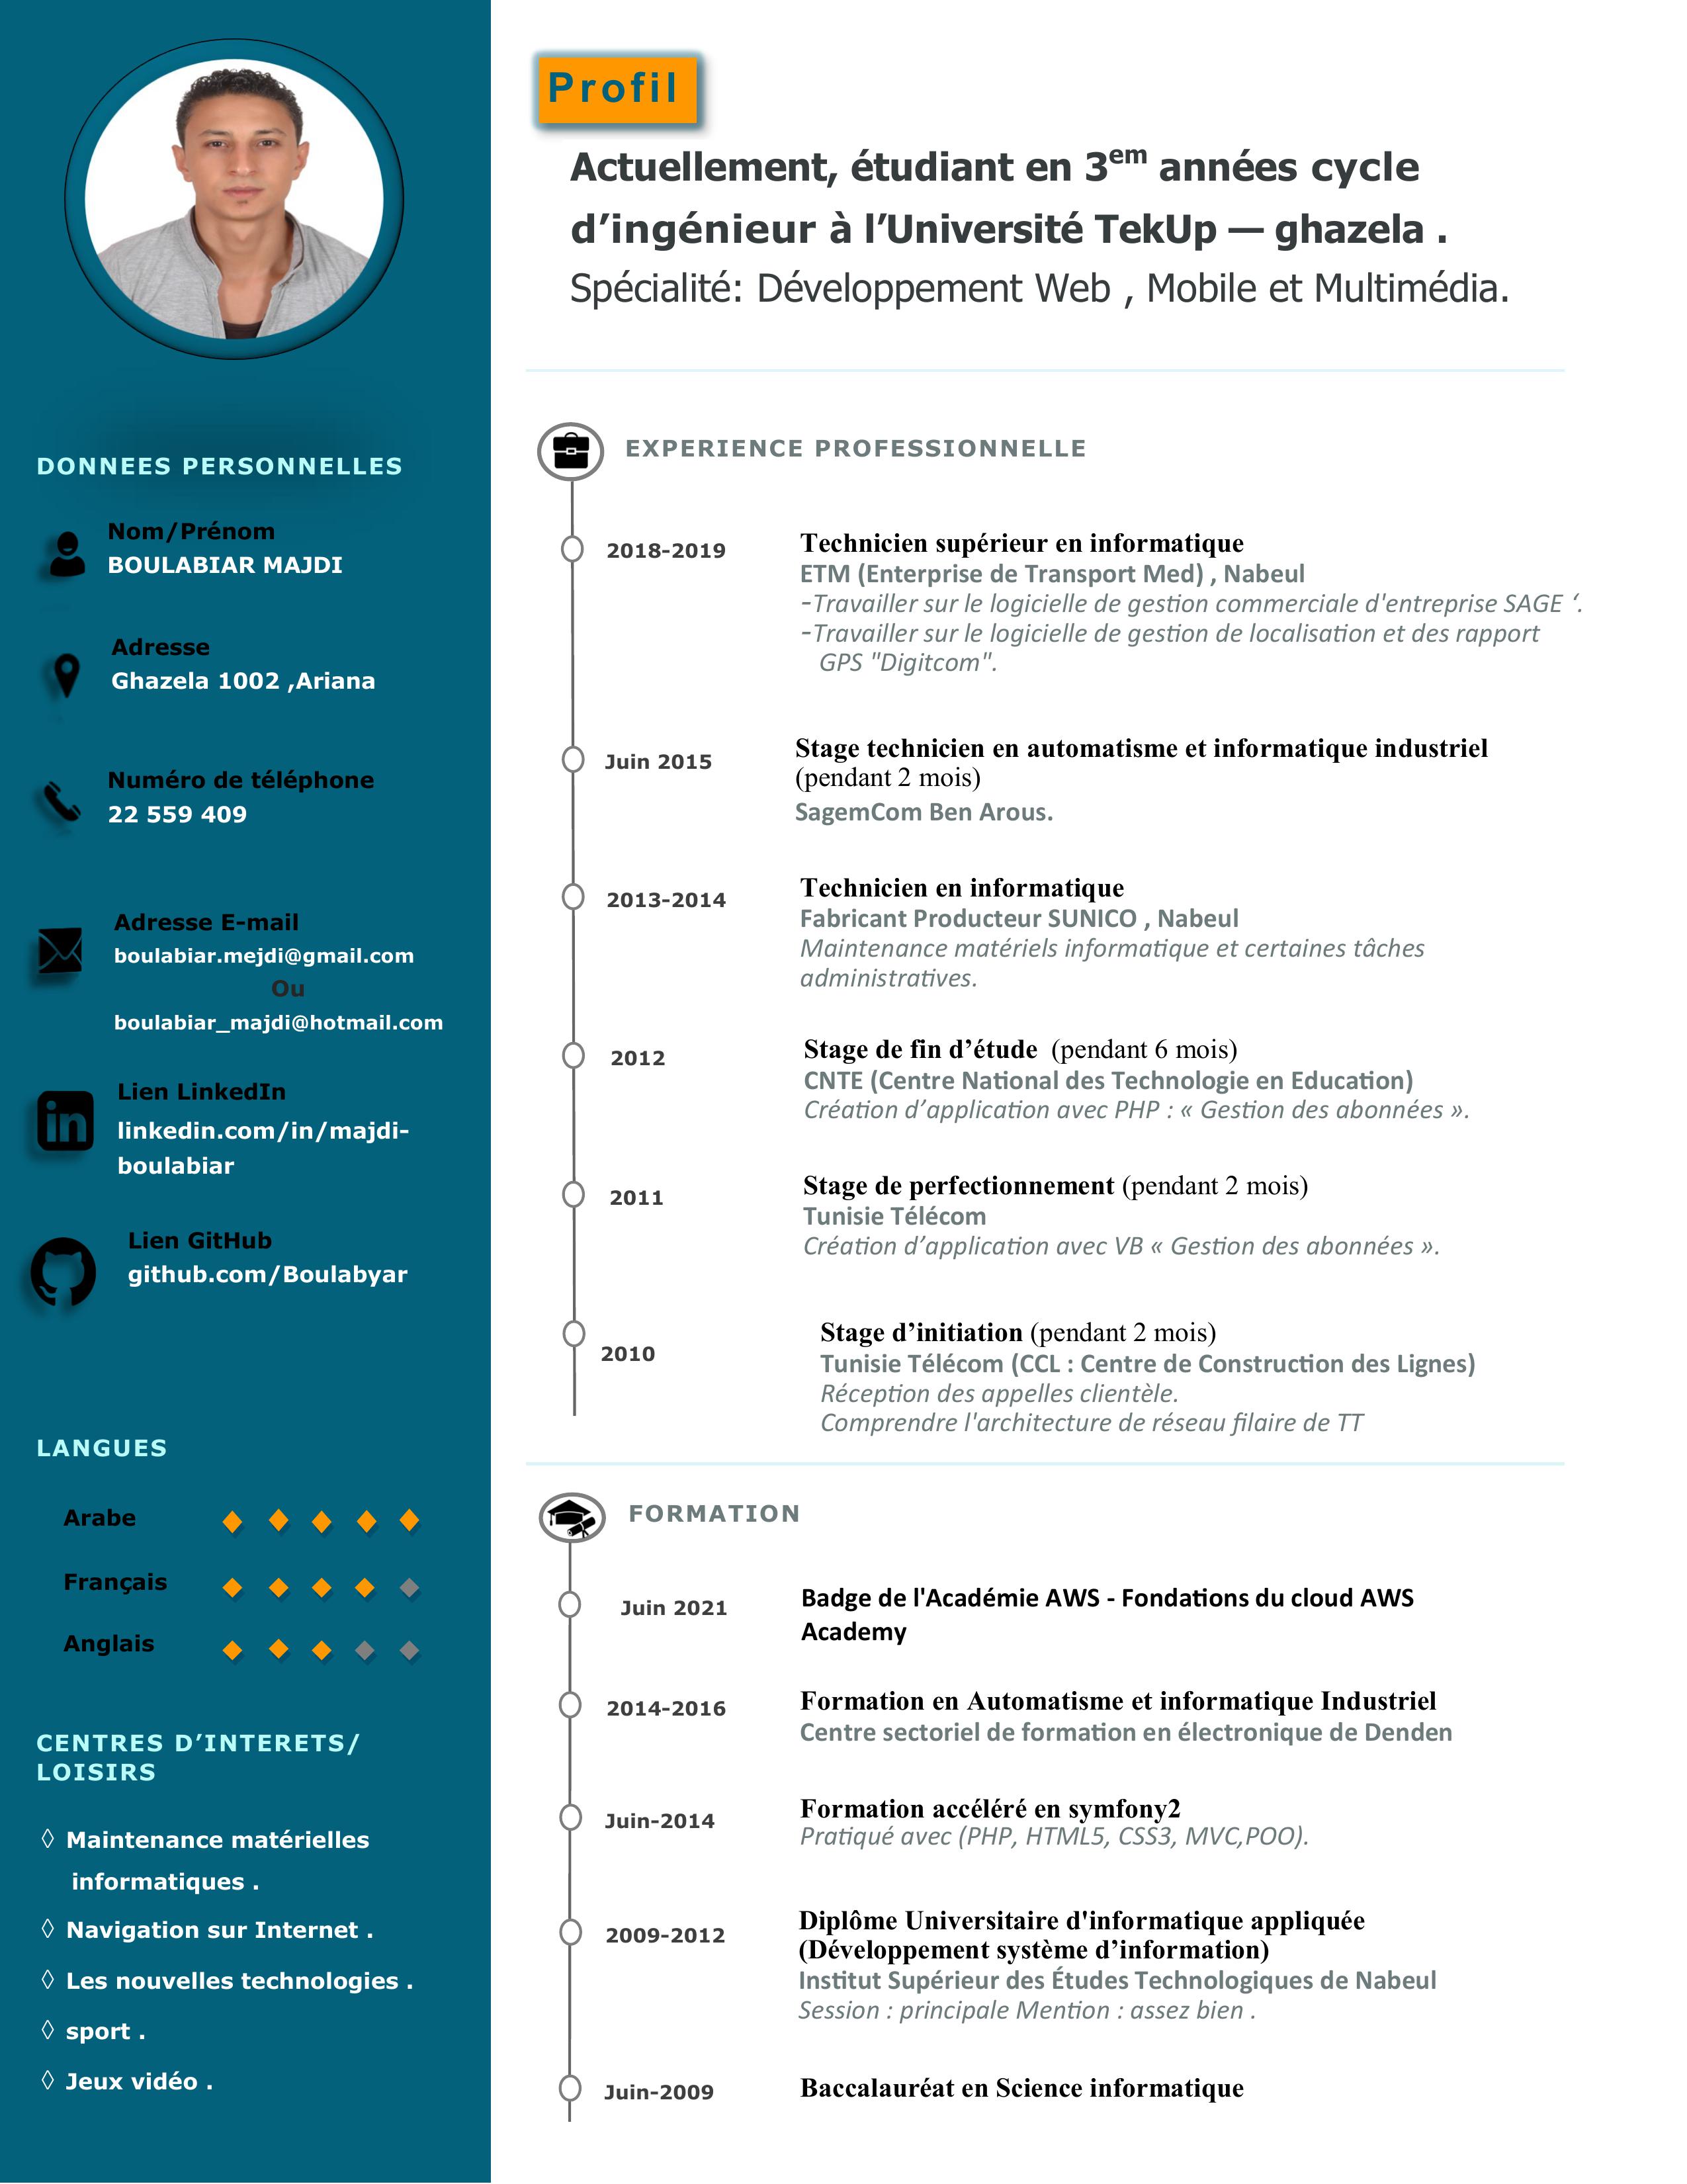 Profil
Actuellement, étudiant en 3em années cycle
d’ingénieur à l’Université TekUp — ghazela .
Spécialité: Développement Web , Mobile et Multimédia.
DONNEES PERSONNELLES
Nom/Prénom
BOULABIAR MAJDI
Adresse
Ghazela 1002 ,Ariana
Numéro de téléphone
22 559 409
Adresse E-mail
boulabiar.mejdi@gmail.com
Ou
boulabiar_majdi@hotmail.com
Lien LinkedIn
linkedin.com/in/majdi-
boulabiar
Lien GitHub
github.com/Boulabyar
LANGUES
Arabe
Français
Anglais
CENTRES D’INTERETS/
LOISIRS
◊ Maintenance matérielles
informatiques .
◊ Navigation sur Internet .
◊ Les nouvelles technologies .
◊ sport .
◊ Jeux vidéo .
EXPERIENCE PROFESSIONNELLE
2018-2019
Technicien supérieur en informatique
ETM (Enterprise de Transport Med) , Nabeul
-Travailler sur le logicielle de gestion commerciale d'entreprise SAGE ‘.
-Travailler sur le logicielle de gestion de localisation et des rapport
GPS "Digitcom".
Juin 2015
Stage technicien en automatisme et informatique industriel
(pendant 2 mois)
SagemCom Ben Arous.
2013-2014
Technicien en informatique
Fabricant Producteur SUNICO , Nabeul
Maintenance matériels informatique et certaines tâches
administratives.
2012
Stage de fin d’étude (pendant 6 mois)
CNTE (Centre National des Technologie en Education)
Création d’application avec PHP : « Gestion des abonnées ».
2011
Stage de perfectionnement (pendant 2 mois)
Tunisie Télécom
Création d’application avec VB « Gestion des abonnées ».
2010
Stage d’initiation (pendant 2 mois)
Tunisie Télécom (CCL : Centre de Construction des Lignes)
Réception des appelles clientèle.
Comprendre l'architecture de réseau filaire de TT
FORMATION
Juin 2021
Badge de l'Académie AWS - Fondations du cloud AWS
Academy
2014-2016
Formation en Automatisme et informatique Industriel
Centre sectoriel de formation en électronique de Denden
Juin-2014
Formation accéléré en symfony2
Pratiqué avec (PHP, HTML5, CSS3, MVC,POO).
2009-2012
Diplôme Universitaire d'informatique appliquée
(Développement système d’information)
Institut Supérieur des Études Technologiques de Nabeul
Session : principale Mention : assez bien .
Juin-2009
Baccalauréat en Science informatique